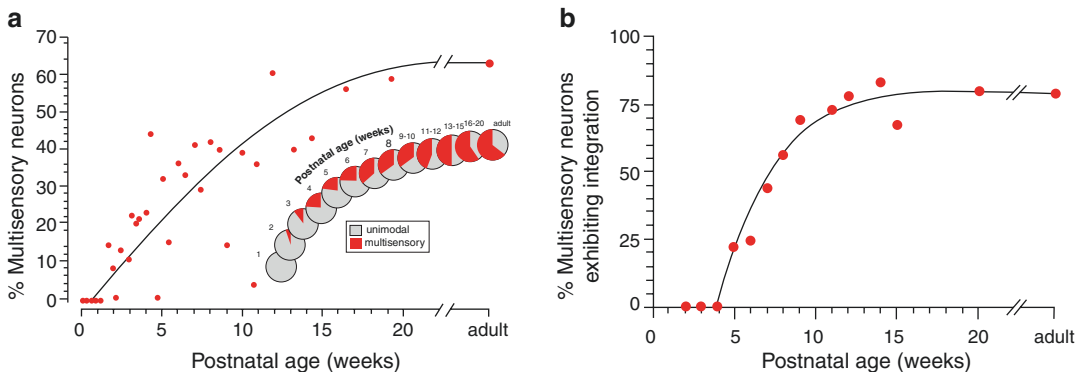 a
% Multisensory neurons
70
60
50
40
30
20
10
0
0
5
10
15
20
adult
Postnatal age (weeks)
Postnatal age (weeks)
1
2
3
4
5
6
7
8
9-10
11-12
13-15
16-20
adult
unimodal
multisensory
b
% Multisensory neurons
exhibiting integration
100
75
50
25
0
0
5
10
15
20
adult
Postnatal age (weeks)